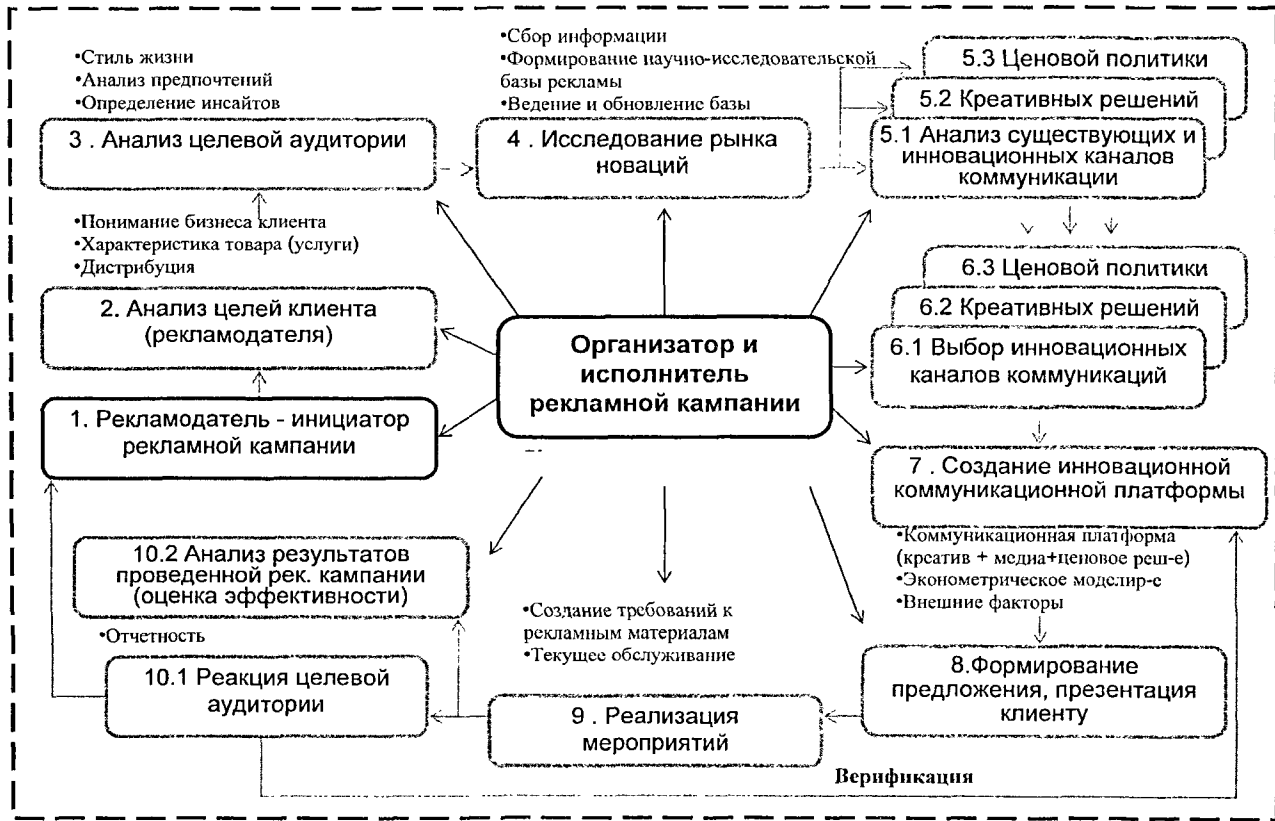 •Стиль жизни
•Анализ предпочтений
•Определение инсайтов
3 . Анализ целевой аудитории
•Сбор информации
•Формирование научно-исследовательской
базы рекламы
•Ведение и обновление базы
4 . Исследование рынка
новаций
5.3 Ценовой политики
5.2 Креативных решений
5.1 Анализ существующих и
инновационных каналов
коммуникации
•Понимание бизнеса клиента
•Характеристика товара (услуги)
•Дистрибуция
2. Анализ целей клиента
(рекламодателя)
6.3 Ценовой политики
6.2 Креативных решений
6.1 Выбор инновационных
каналов коммуникаций
Организатор и
исполнитель
рекламной кампании
1. Рекламодатель - инициатор
рекламной кампании
7 . Создание инновационной
коммуникационной платформы
•Коммуникационная платформа
(креатив + медиа+ценовое реш-е)
•Эконометрическое моделир-е
•Внешние факторы
10.2 Анализ результатов
проведенной рек. кампании
(оценка эффективности)
•Создание требований к
рекламным материалам
•Текущее обслуживание
•Отчетность
10.1 Реакция целевой
аудитории
9 . Реализация
мероприятий
8.Формирование
предложения, презентация
клиенту
Верификация